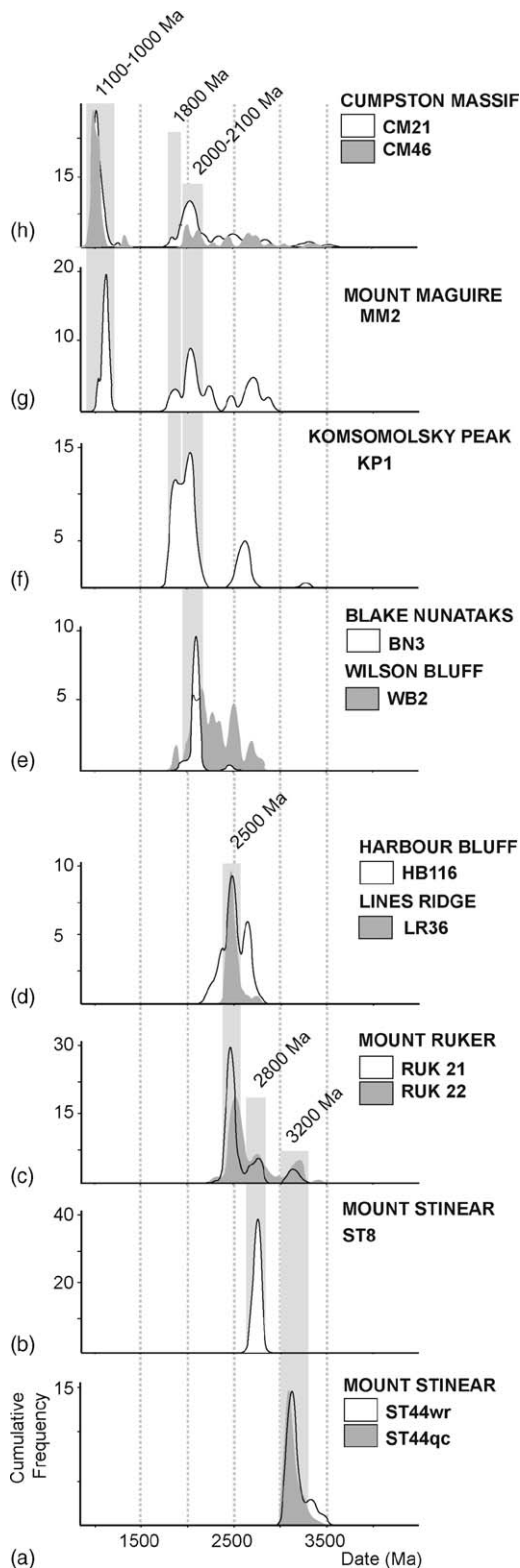 1100-1000 Ma
1800 Ma
2000-2100 Ma
CUMPSTON MASSIF
CM21
CM46
15
(h)
20
MOUNT MAGUIRE
MM2
10
(g)
KOMSOMOLSKY PEAK
KP1
15
5
(f)
BLAKE NUNATAKS
BN3
WILSON BLUFF
WB2
10
5
(e)
2500 Ma
HARBOUR BLUFF
HB116
LINES RIDGE
LR36
10
5
(d)
2800 Ma
3200 Ma
MOUNT RUKER
RUK 21
RUK 22
30
15
(c)
MOUNT STINEAR
ST8
40
20
(b)
MOUNT STINEAR
ST44wr
ST44qc
15
Cumulative
Frequency
(a)
1500 2500 3500 Date (Ma)